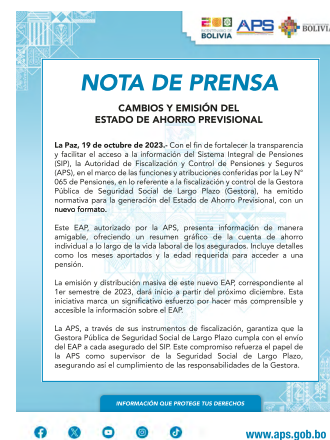 BOLIVIA
APS
BOLIVI
NOTA DE PRENSA
CAMBIOS Y EMISIÓN DEL
ESTADO DE AHORRO PREVISIONAL
La Paz, 19 de octubre de 2023.- Con el fin de fortalecer la transparencia
y facilitar el acceso a la información del Sistema Integral de Pensiones
(SIP), la Autoridad de Fiscalización y Control de Pensiones y Seguros
(APS), en el marco de las funciones y atribuciones conferidas por la Ley N°
065 de Pensiones, en lo referente a la fiscalización y control de la Gestora
Pública de Seguridad Social de Largo Plazo (Gestora), ha emitido
normativa para la generación del Estado de Ahorro Previsional, con un
nuevo formato.
Este EAP, autorizado por la APS, presenta información de manera
amigable, ofreciendo un resumen gráfico de la cuenta de ahorro
individual a lo largo de la vida laboral de los asegurados. Incluye detalles
como los meses aportados y la edad requerida para acceder a una
pensión.
La emisión y distribución masiva de este nuevo EAP, correspondiente al
1er semestre de 2023, dará inicio a partir del próximo diciembre. Esta
iniciativa marca un significativo esfuerzo por hacer más comprensible y
accesible la información sobre el EAP.
La APS, a través de sus instrumentos de fiscalización, garantiza que la
Gestora Pública de Seguridad Social de Largo Plazo cumpla con el envío
del EAP a cada asegurado del SIP. Este compromiso refuerza el papel de
la APS como supervisor de la Seguridad Social de Largo Plazo,
asegurando así el cumplimiento de las responsabilidades de la Gestora.
INFORMACIÓN QUE PROTEGE TUS DERECHOS
www.aps.gob.bo